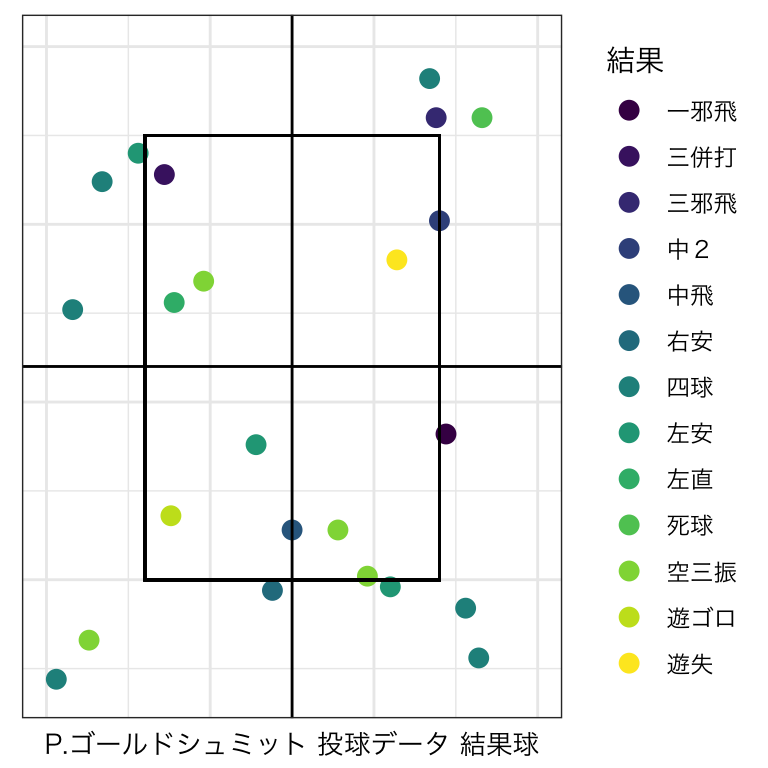 結果
一邪飛
三併打
三邪飛
中２
中飛
右安
四球
左安
左直
死球
空三振
遊ゴロ
遊失
P.ゴールドシュミット 投球データ 結果球